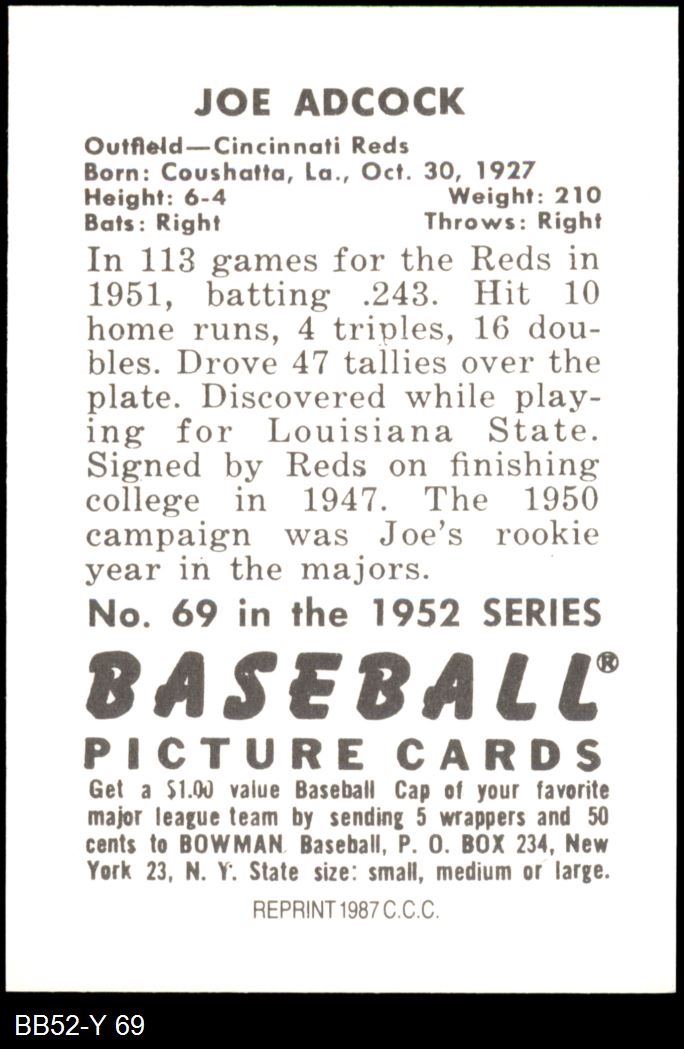 JOE ADCOCK
Outfield—Cincinnati Reds
Born: Coushatta, La., Oct. 30, 1927
Height: 6-4 Weight: 210
Bats: Right Throws: Right
In 113 games for the Reds in
1951, batting .243. Hit 10
home runs, 4 triples, 16 dou-
bles. Drove 47 tallies over the
plate. Discovered while play-
ing for Louisiana State.
Signed by Reds on finishing
college in 1947. The 1950
campaign was Joe's rookie
year in the majors.
No. 69 in the 1952 SERIES
BASEBALL®
PICTURE CARDS
Get a $1.00 value Baseball Cap of your favorite
major league team by sending 5 wrappers and 50
cents to BOWMAN Baseball, P. O. BOX 234, New
York 23, N. Y. State size: small, medium or large.
REPRINT 1987 C.C.C.
BB52-Y 69